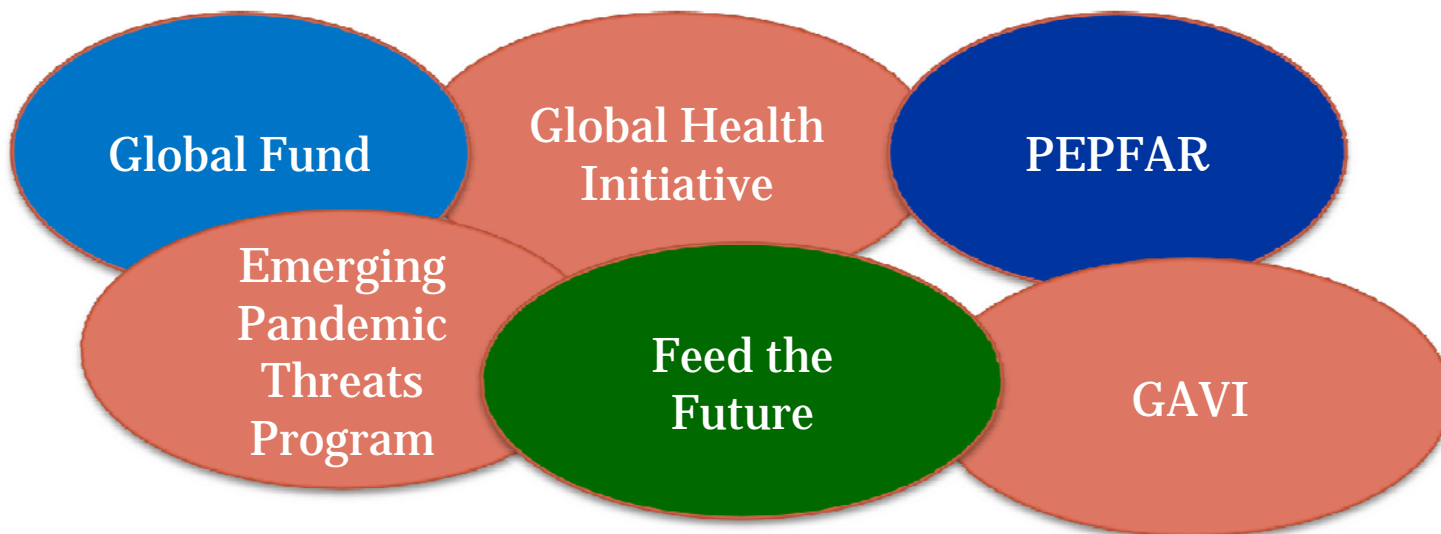 Global Fund
Global Health
Initiative
PEPFAR
Emerging
Pandemic
Threats
Program
Feed the
Future
GAVI